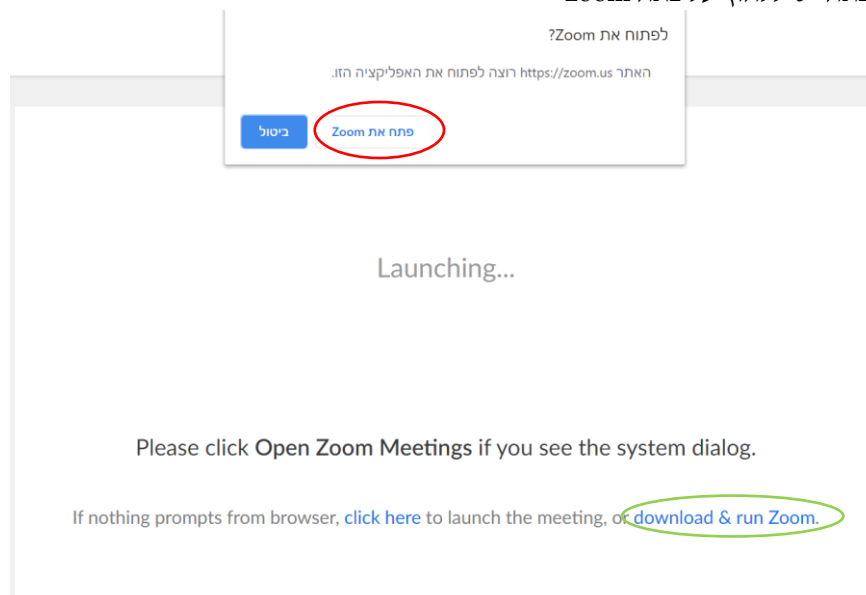 Zoom
לפתוח את Zoom?
האתר https://zoom.us רוצה לפתוח את האפליקציה הזו.
פתח את Zoom ביטול
Launching...
Please click Open Zoom Meetings if you see the system dialog.
If nothing prompts from browser, click here to launch the meeting, or download & run Zoom.